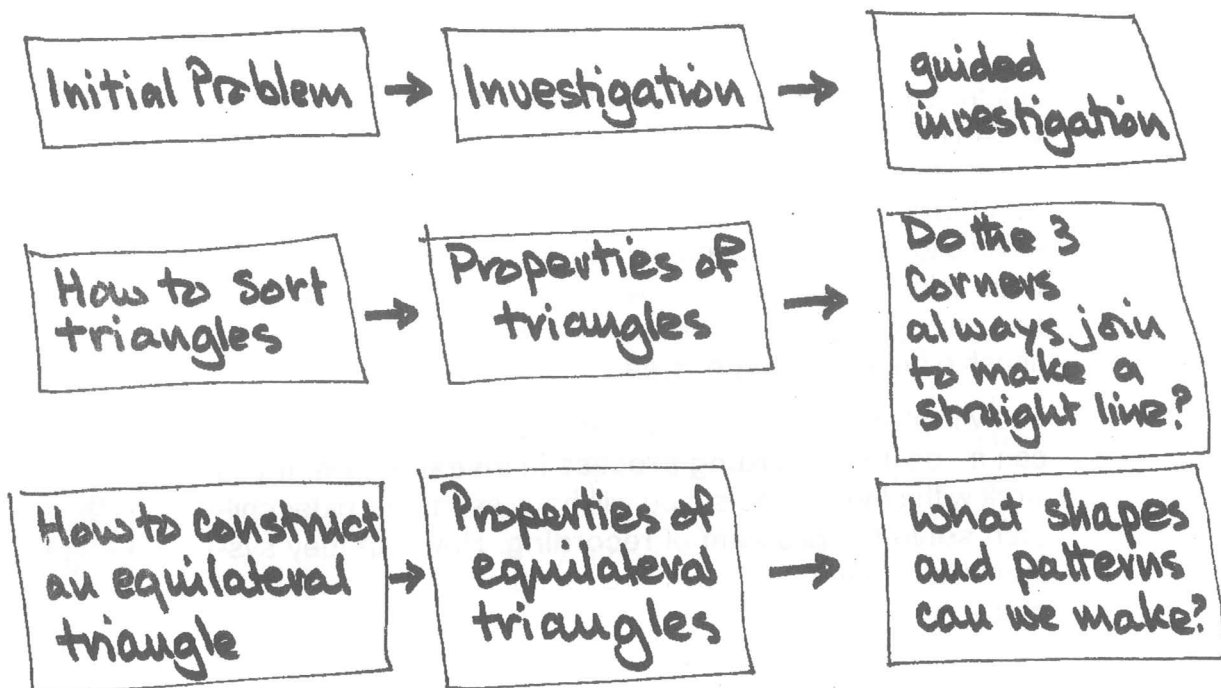 Initial Problem
Investigation
guided
investigation
How to sort
triangles
Properties of
triangles
Do the 3
corners
always join
to make a
straight line?
How to construct
an equilateral
triangle
Properties of
equilateral
triangles
What shapes
and patterns
can we make?